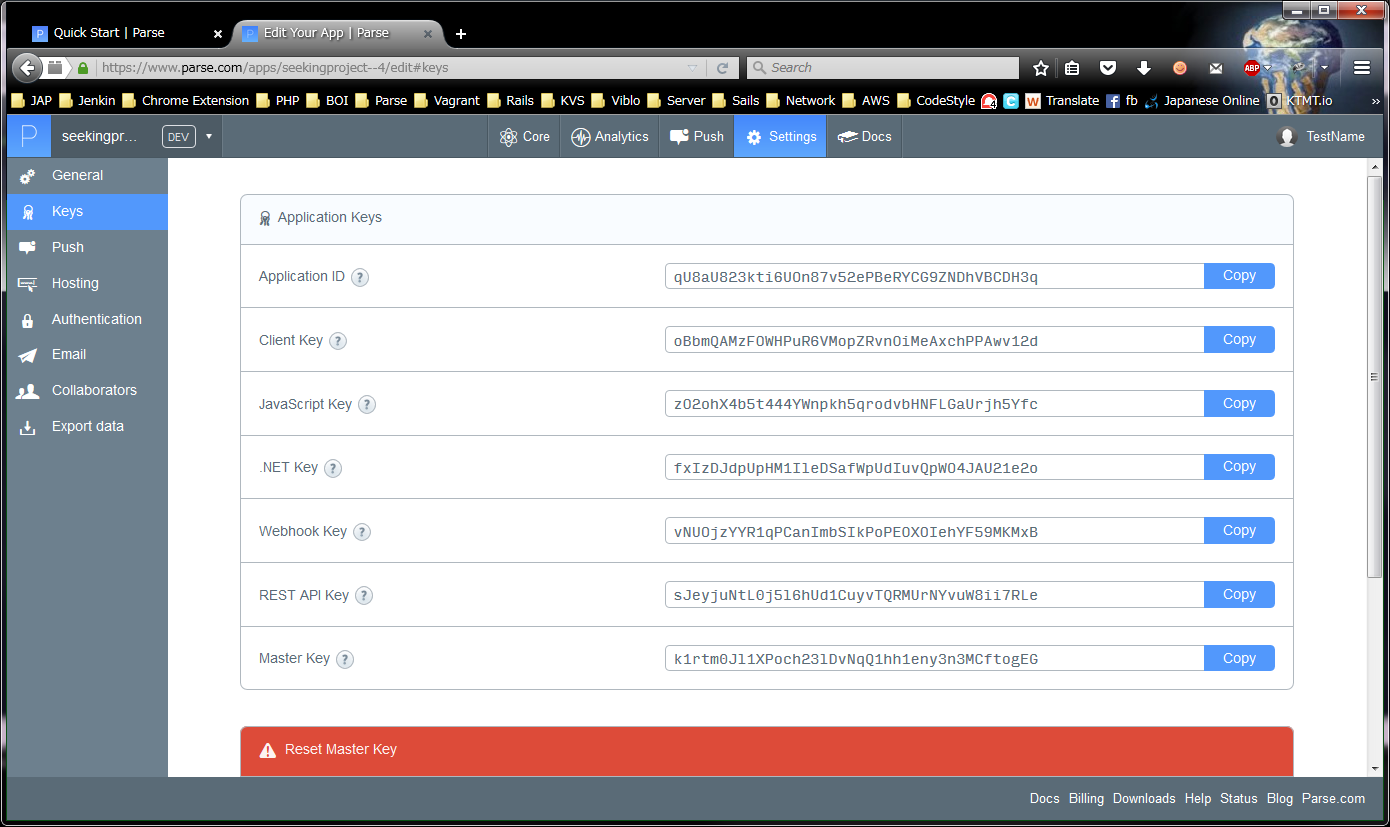 Quick Start | Parse
Edit Your App | Parse
https://www.parse.com/apps/seekingproject--4/edit#keys
Search
ABP
JAP Jenkin Chrome Extension PHP BOI Parse Vagrant Rails KVS Viblo Server Sails Network AWS CodeStyle Translate fb Japanese Online KTMT.io »
seekingpr... DEV Core Analytics Push Settings Docs TestName
General
Keys
Push
Hosting
Authentication
Email
Collaborators
Export data
Application Keys
Application ID ? qU8aU823kti6UOn87v52ePBeRYCG9ZNDhVBCDH3q Copy
Client Key ? oBbmQAMzFOWHPuR6VMopZRvnOiMeAxchPPAwv12d Copy
JavaScript Key ? zO2ohX4b5t444YWnpkh5qrodvbHNFLGaUrjh5Yfc Copy
.NET Key ? fxIzDJdpUpHM1IleDSafWpUdIuvQpWO4JAU21e2o Copy
Webhook Key ? vNUOjzYYR1qPCanImbSIkPoPEOXOIehYF59MKMxB Copy
REST API Key ? sJeyjuNtL0j5l6hUd1CuyvTQRMUrNYvuW8ii7RLe Copy
Master Key ? k1rtm0Jl1XPoch23lDvNqQ1hh1eny3n3MCftogEG Copy
Reset Master Key
Docs Billing Downloads Help Status Blog Parse.com